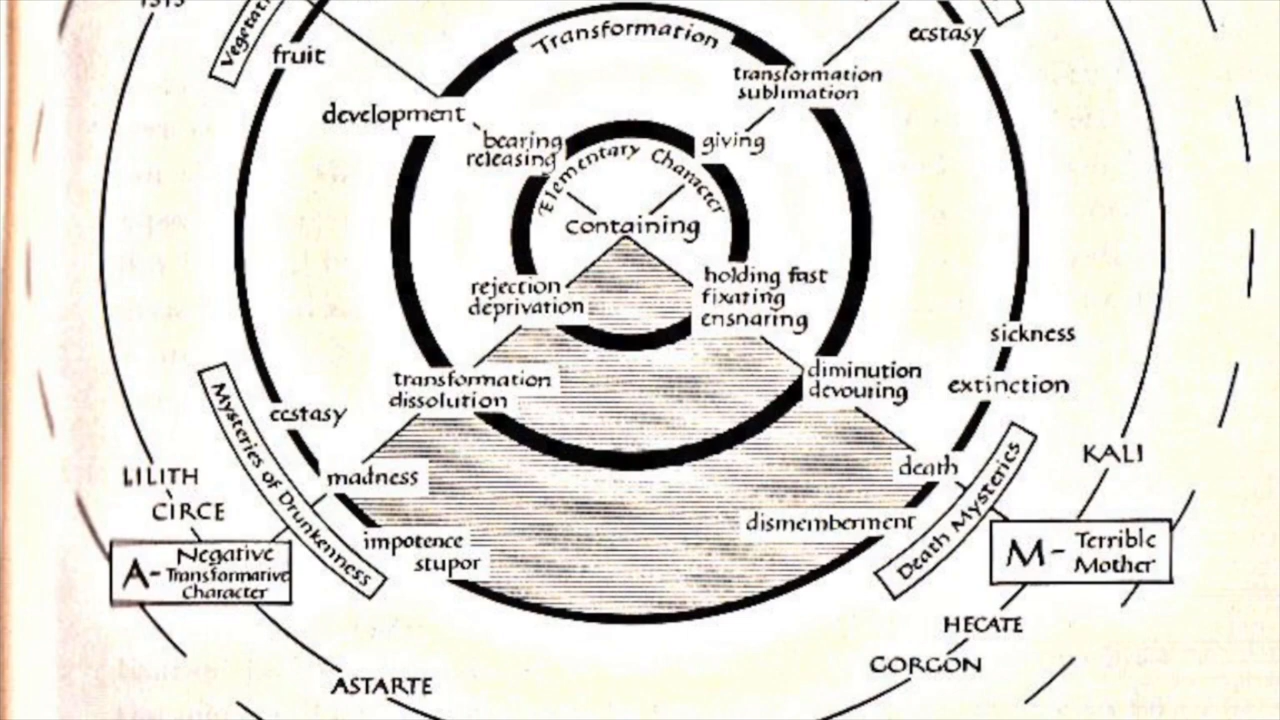 ISIS
Vegetati
fruit
ecstasy
Transformation
transformation
sublimation
development
bearing
releasing
giving
Elementary Character
containing
rejection
deprivation
holding fast
fixating
ensnaring
sickness
transformation
dissolution
diminution
devouring
extinction
ecstasy
Mysteries of Drunkenness
madness
death
KALI
LILITH
CIRCE
dismemberment
Death Mysteries
impotence
stupor
A- Negative
Transformative
Character
M- Terrible
Mother
HECATE
GORGON
ASTARTE